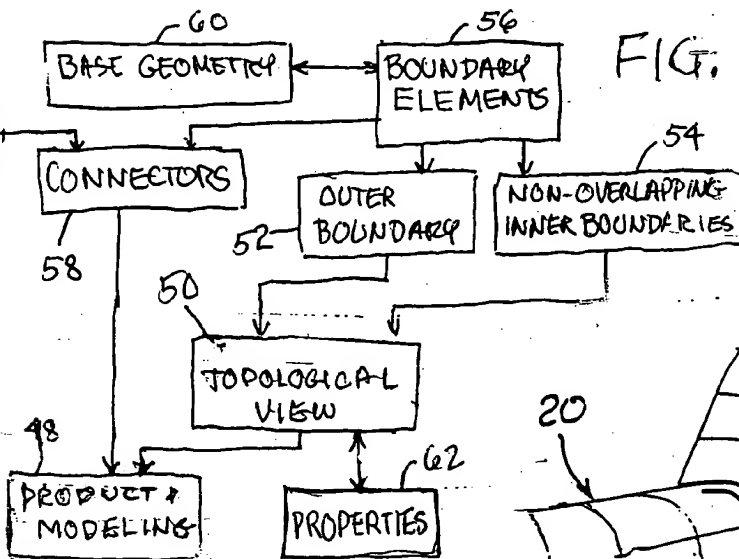 60
56
FIG.
BASE GEOMETRY
BOUNDARY
ELEMENTS
54
CONNECTORS
OUTER
BOUNDARY
NON-OVERLAPPING
INNER BOUNDARIES
52
58
50
TOPOLOGICAL
VIEW
20
48
62
PRODUCT &
MODELING
PROPERTIES